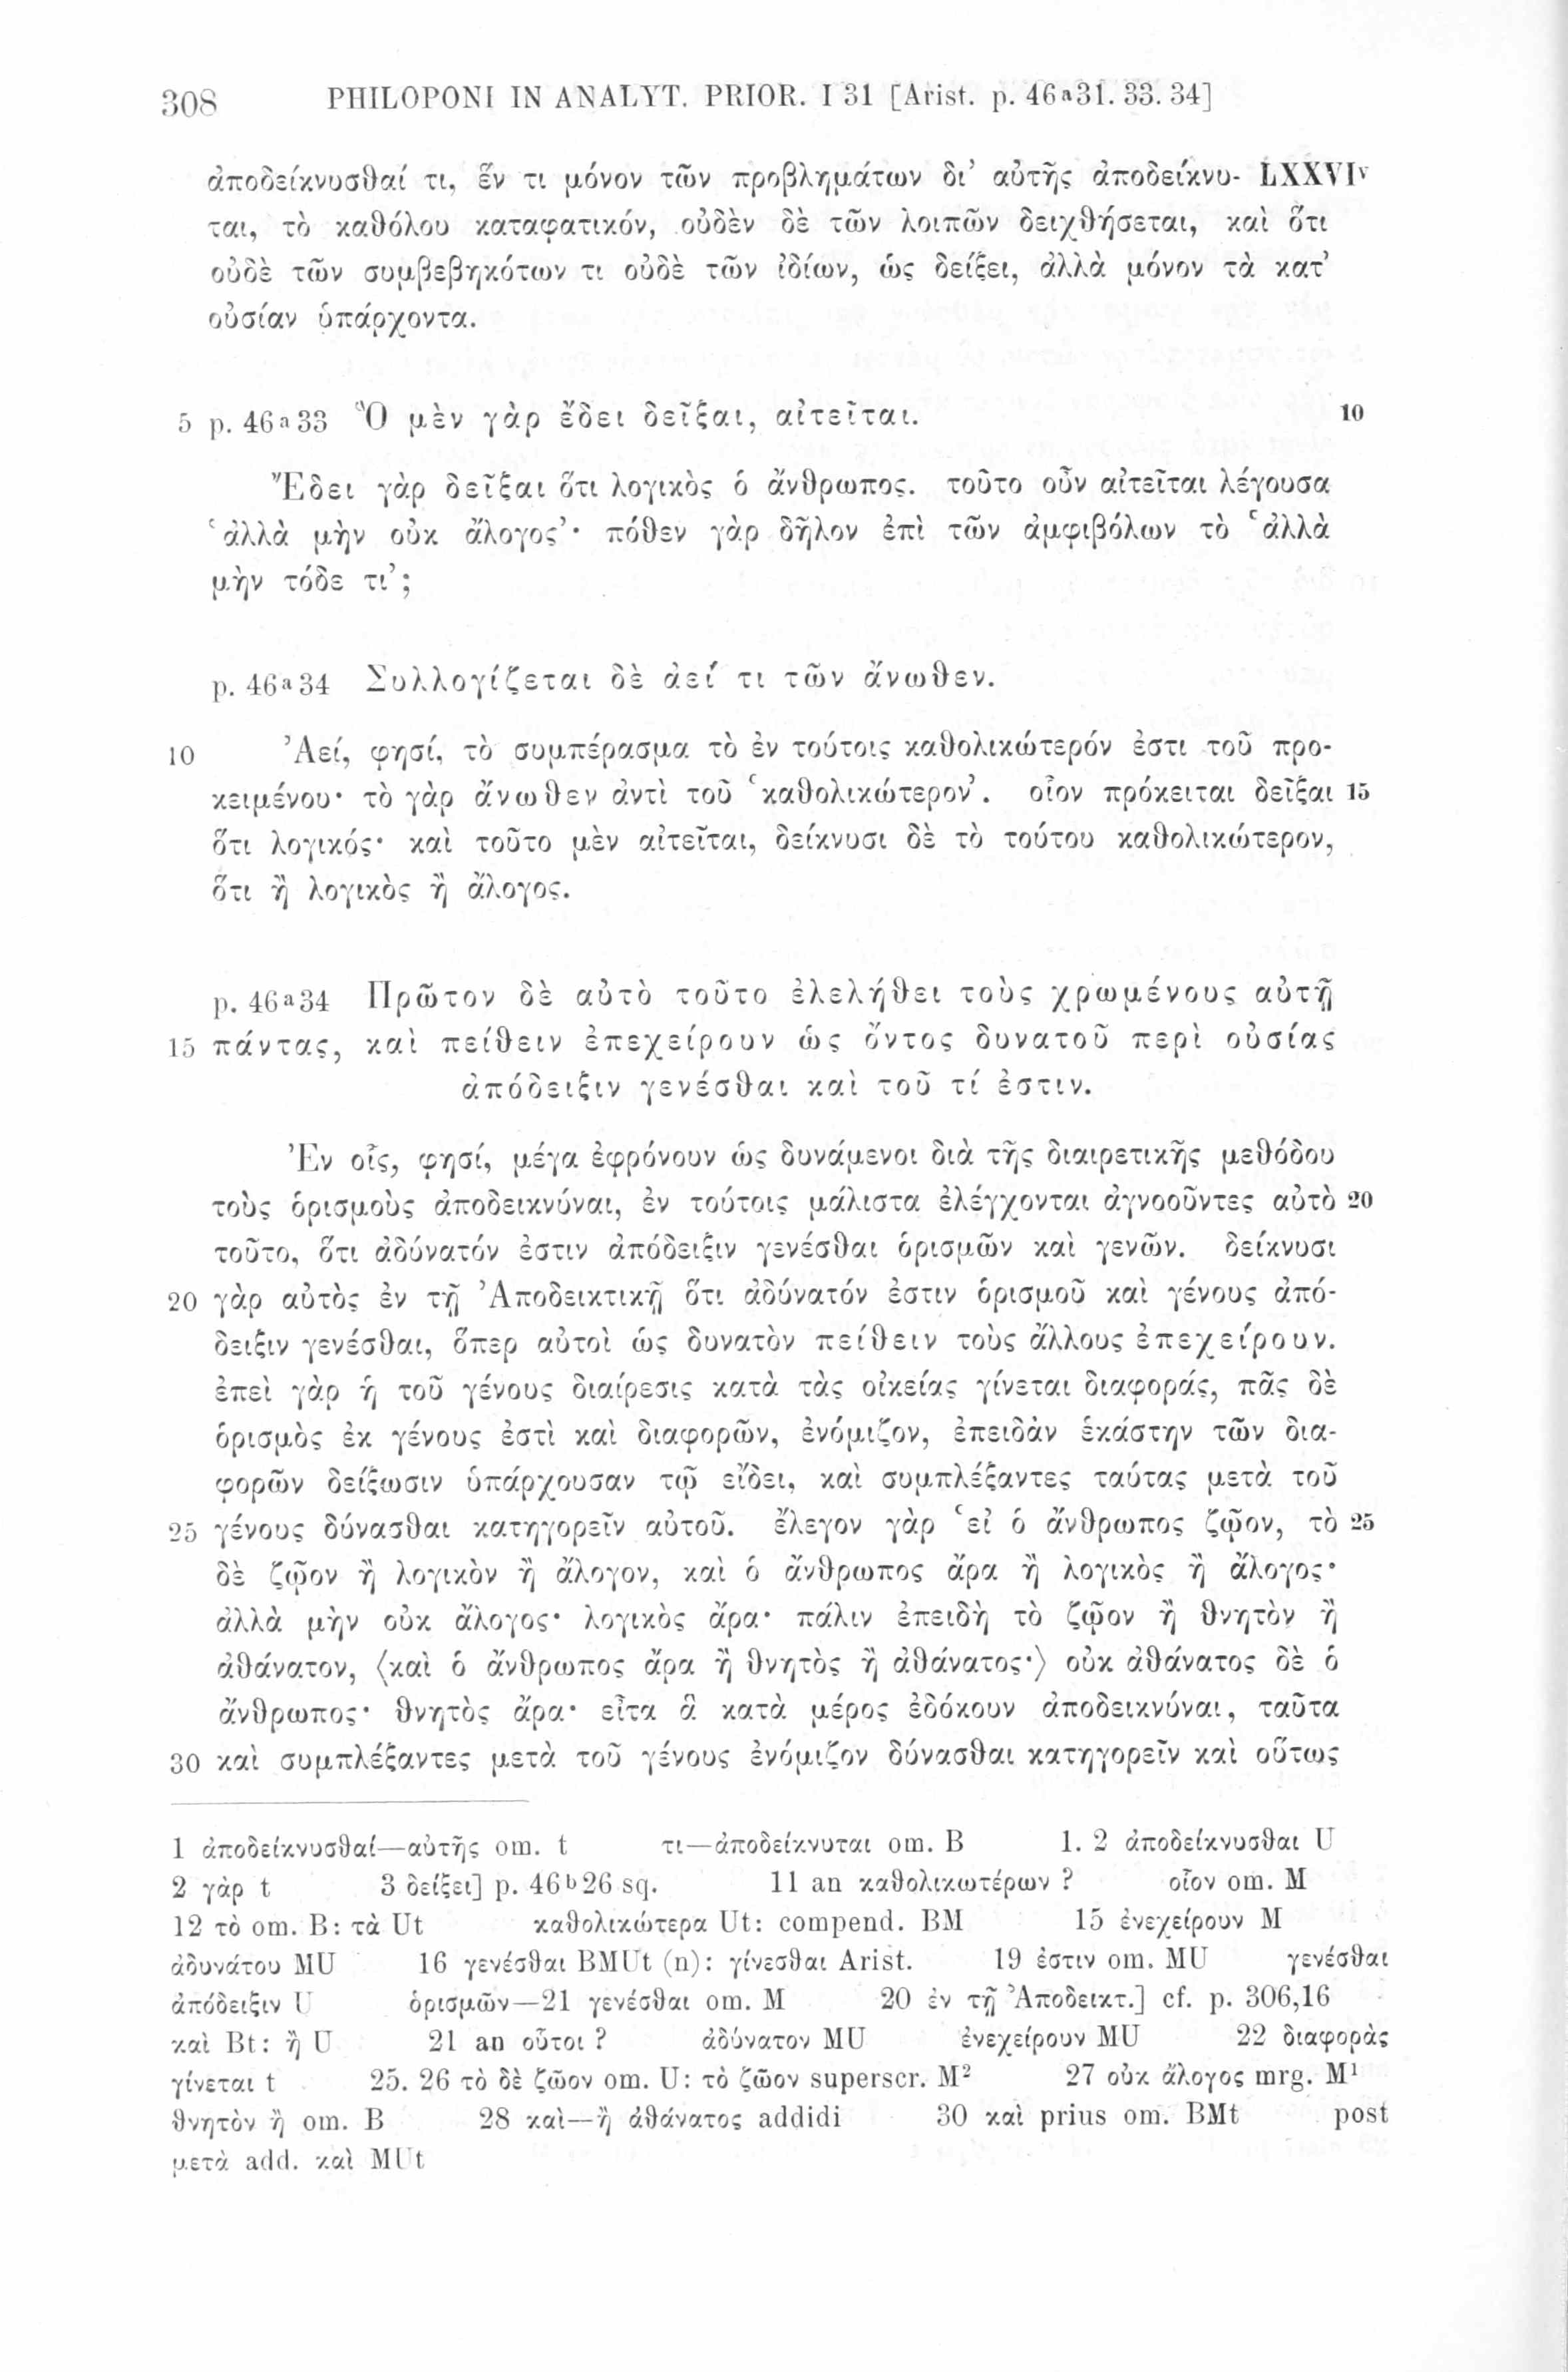 308 PHILOPONI IN ANALYT. PRIOR. I 31 [Arist. p. 46ᵃ31. 33. 34]
ἀποδείκνυσθαί τι, ἕν τι μόνον τῶν προβλημάτων δι’ αὐτῆς ἀποδείκνυ- LXXVIᵛ
ται, τὸ καθόλου καταφατικόν, οὐδὲν δὲ τῶν λοιπῶν δειχθήσεται, καὶ ὅτι
οὐδὲ τῶν συμβεβηκότων τι οὐδὲ τῶν ἰδίων, ὡς δείξει, ἀλλὰ μόνον τὰ κατ’
οὐσίαν ὑπάρχοντα.
5 p. 46ᵃ33 Ὃ μὲν γὰρ ἔδει δεῖξαι, αἰτεῖται. 10
Ἔδει γὰρ δεῖξαι ὅτι λογικὸς ὁ ἄνθρωπος. τοῦτο οὖν αἰτεῖται λέγουσα
‘ἀλλὰ μὴν οὐκ ἄλογος’· πόθεν γὰρ δῆλον ἐπὶ τῶν ἀμφιβόλων τὸ ‘ἀλλὰ
μὴν τόδε τι’;
p. 46ᵃ34 Συλλογίζεται δὲ ἀεί τι τῶν ἄνωθεν.
10 Ἀεί, φησί, τὸ συμπέρασμα τὸ ἐν τούτοις καθολικώτερόν ἐστι τοῦ προ-
κειμένου· τὸ γὰρ ἄνωθεν ἀντὶ τοῦ ‘καθολικώτερον’. οἷον πρόκειται δεῖξαι 15
ὅτι λογικός· καὶ τοῦτο μὲν αἰτεῖται, δείκνυσι δὲ τὸ τούτου καθολικώτερον,
ὅτι ἢ λογικὸς ἢ ἄλογος.
p. 46ᵃ34 Πρῶτον δὲ αὐτὸ τοῦτο ἐλελήθει τοὺς χρωμένους αὐτῇ
15 πάντας, καὶ πείθειν ἐπεχείρουν ὡς ὄντος δυνατοῦ περὶ οὐσίας
ἀπόδειξιν γενέσθαι καὶ τοῦ τί ἐστιν.
Ἐν οἷς, φησί, μέγα ἐφρόνουν ὡς δυνάμενοι διὰ τῆς διαιρετικῆς μεθόδου
τοὺς ὁρισμοὺς ἀποδεικνύναι, ἐν τούτοις μάλιστα ἐλέγχονται ἀγνοοῦντες αὐτὸ 20
τοῦτο, ὅτι ἀδύνατόν ἐστιν ἀπόδειξιν γενέσθαι ὁρισμῶν καὶ γενῶν. δείκνυσι
20 γὰρ αὐτὸς ἐν τῇ Ἀποδεικτικῇ ὅτι ἀδύνατόν ἐστιν ὁρισμοῦ καὶ γένους ἀπό-
δειξιν γενέσθαι, ὅπερ αὐτοὶ ὡς δυνατὸν πείθειν τοὺς ἄλλους ἐπεχείρουν.
ἐπεὶ γὰρ ἡ τοῦ γένους διαίρεσις κατὰ τὰς οἰκείας γίνεται διαφοράς, πᾶς δὲ
ὁρισμὸς ἐκ γένους ἐστὶ καὶ διαφορῶν, ἐνόμιζον, ἐπειδὰν ἑκάστην τῶν δια-
φορῶν δείξωσιν ὑπάρχουσαν τῷ εἴδει, καὶ συμπλέξαντες ταύτας μετὰ τοῦ
25 γένους δύνασθαι κατηγορεῖν αὐτοῦ. ἔλεγον γὰρ ‘εἰ ὁ ἄνθρωπος ζῷον, τὸ 25
δὲ ζῷον ἢ λογικὸν ἢ ἄλογον, καὶ ὁ ἄνθρωπος ἄρα ἢ λογικὸς ἢ ἄλογος·
ἀλλὰ μὴν οὐκ ἄλογος· λογικὸς ἄρα· πάλιν ἐπειδὴ τὸ ζῷον ἢ θνητὸν ἢ
ἀθάνατον, ⟨καὶ ὁ ἄνθρωπος ἄρα ἢ θνητὸς ἢ ἀθάνατος·⟩ οὐκ ἀθάνατος δὲ ὁ
ἄνθρωπος· θνητὸς ἄρα· εἶτα ἃ κατὰ μέρος ἐδόκουν ἀποδεικνύναι, ταῦτα
30 καὶ συμπλέξαντες μετὰ τοῦ γένους ἐνόμιζον δύνασθαι κατηγορεῖν καὶ οὕτως
1 ἀποδείκνυσθαί—αὐτῆς om. t τι—ἀποδείκνυται om. B 1. 2 ἀποδείκνυσθαι U
2 γὰρ t 3 δείξει] p. 46ᵇ26 sq. 11 an καθολικωτέρων ? οἷον om. M
12 τὸ om. B: τὰ Ut καθολικώτερα Ut: compend. BM 15 ἐνεχείρουν M
ἀδυνάτου MU 16 γενέσθαι BMUt (n): γίνεσθαι Arist. 19 ἐστιν om. MU γενέσθαι
ἀπόδειξιν U ὁρισμῶν—21 γενέσθαι om. M 20 ἐν τῇ Ἀποδεικτ.] cf. p. 306,16
καὶ Bt: ἢ U 21 an οὗτοι ? ἀδύνατον MU ἐνεχείρουν MU 22 διαφορὰς
γίνεται t 25. 26 τὸ δὲ ζῶον om. U: τὸ ζῶον superscr. M² 27 οὐκ ἄλογος mrg. M¹
θνητὸν ἢ om. B 28 καὶ—ἢ ἀθάνατος addidi 30 καὶ prius om. BMt post
μετὰ add. καὶ MUt